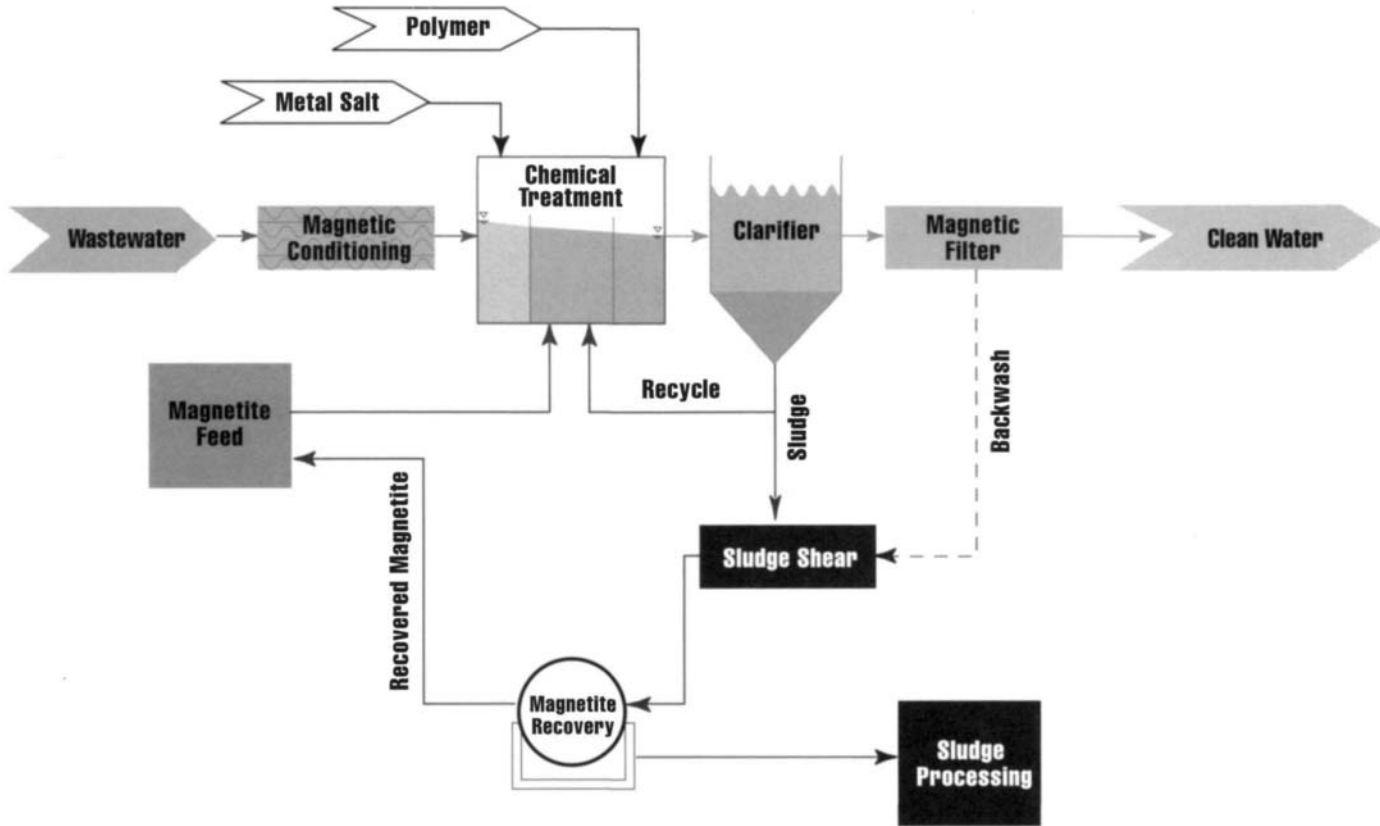 Polymer
Metal Salt
Chemical
Treatment
Wastewater
Magnetic
Conditioning
Clarifier
Magnetic
Filter
Clean Water
Magnetite
Feed
Recycle
Sludge
Backwash
Recovered Magnetite
Sludge Shear
Magnetite
Recovery
Sludge
Processing